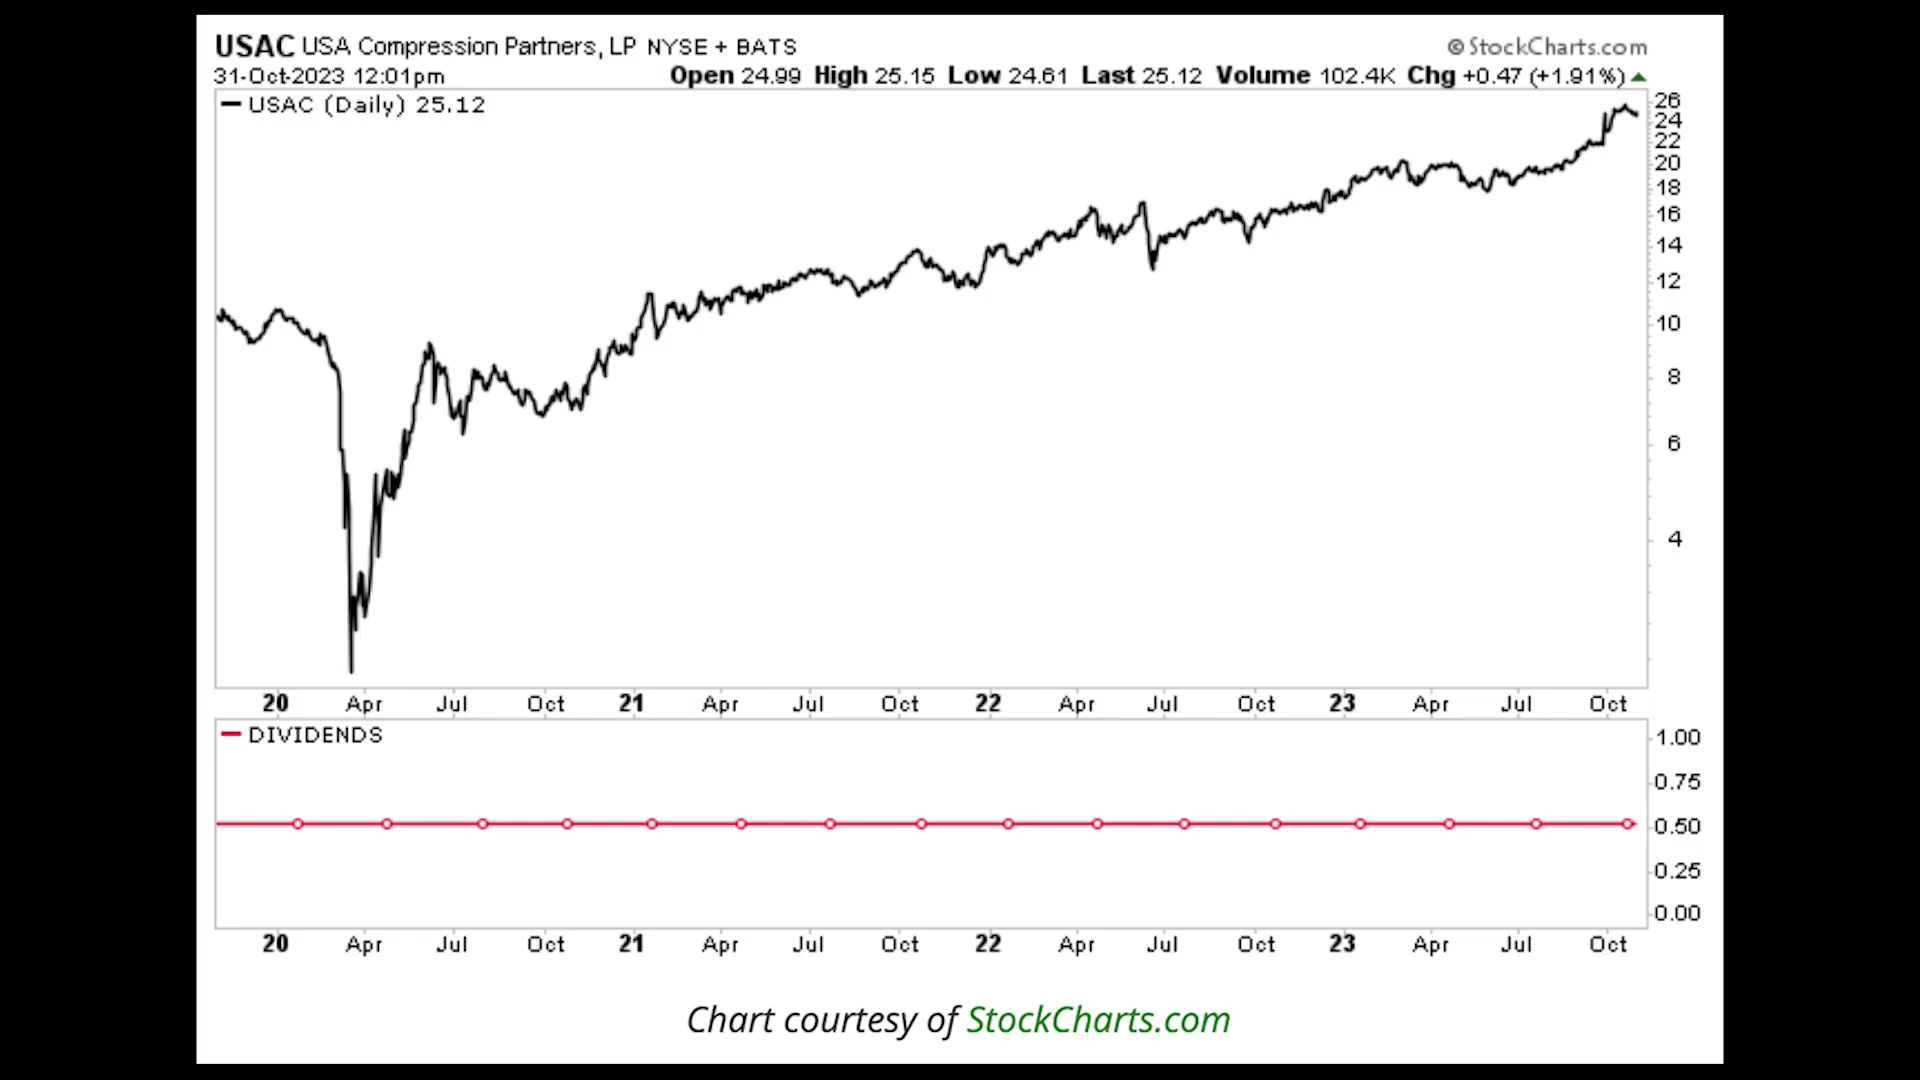 USAC USA Compression Partners, LP NYSE + BATS © StockCharts.com
31-Oct-2023 12:01pm Open 24.99 High 25.15 Low 24.61 Last 25.12 Volume 102.4K Chg +0.47 (+1.91%)
USAC (Daily) 25.12
26
24
22
20
18
16
14
12
10
8
6
4
20 Apr Jul Oct 21 Apr Jul Oct 22 Apr Jul Oct 23 Apr Jul Oct
DIVIDENDS
1.00
0.75
0.50
0.25
0.00
20 Apr Jul Oct 21 Apr Jul Oct 22 Apr Jul Oct 23 Apr Jul Oct
Chart courtesy of StockCharts.com